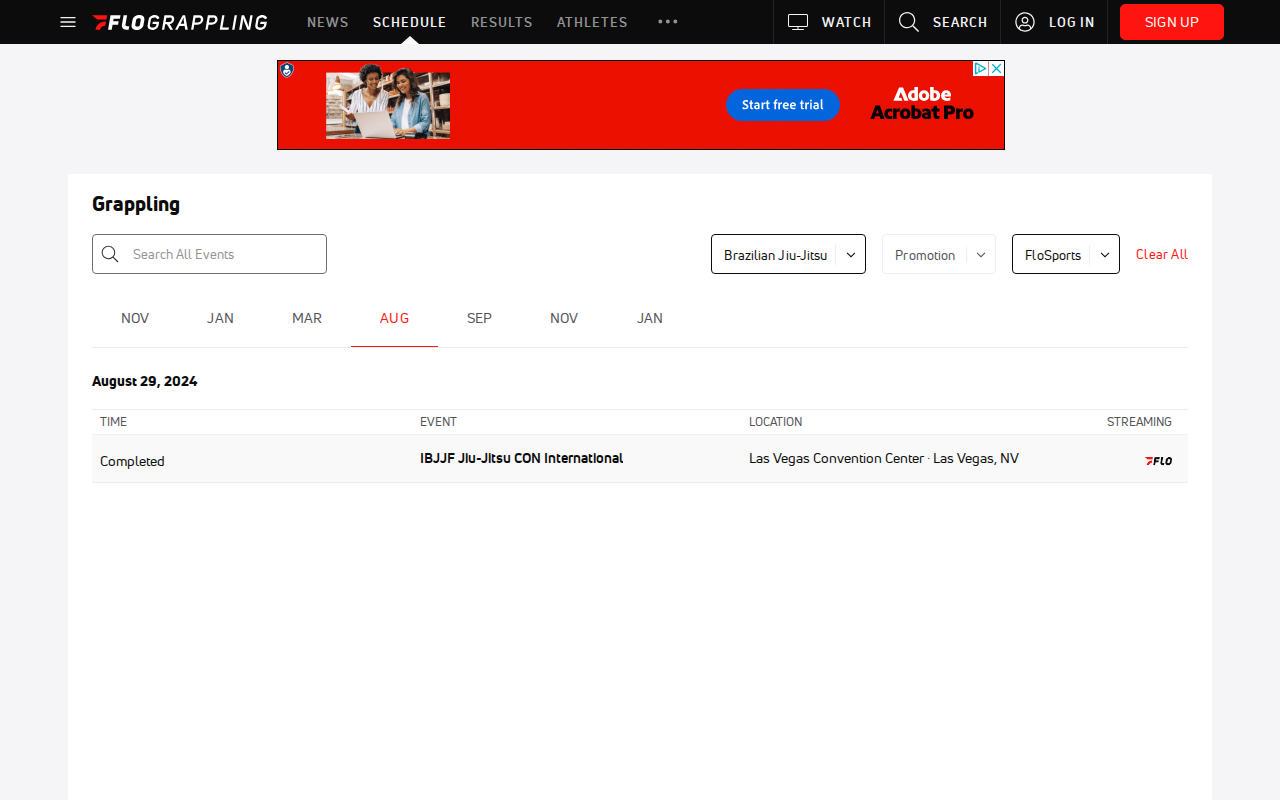 FLOGRAPPLING NEWS SCHEDULE RESULTS ATHLETES ••• WATCH SEARCH LOG IN SIGN UP
Start free trial
Adobe
Acrobat Pro
Grappling
Search All Events
Brazilian Jiu-Jitsu
Promotion
FloSports
Clear All
NOV JAN MAR AUG SEP NOV JAN
August 29, 2024
TIME EVENT LOCATION STREAMING
Completed IBJJF Jiu-Jitsu CON International Las Vegas Convention Center · Las Vegas, NV FLO